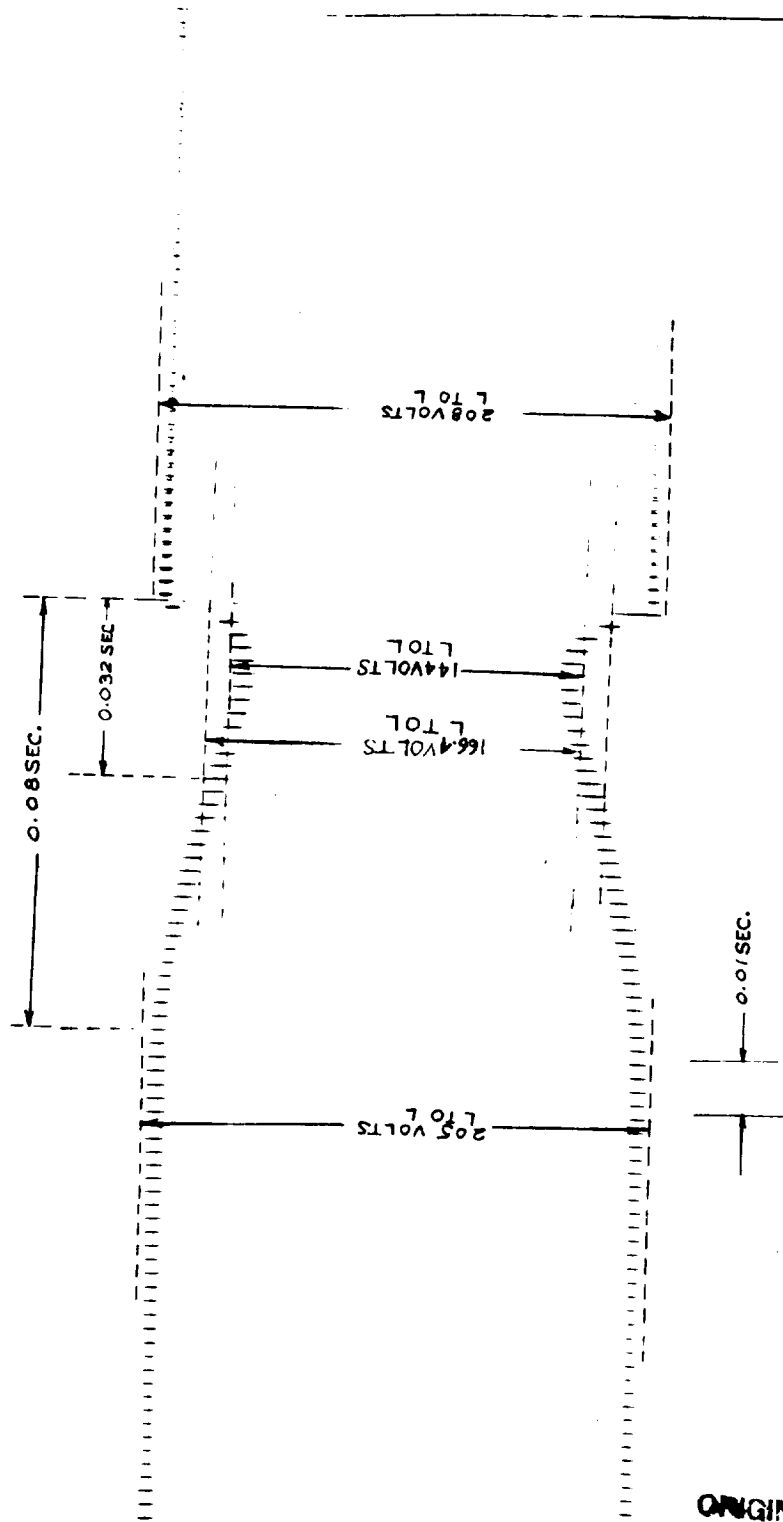 0.08 SEC.
0.032 SEC
208 VOLTS
L TO L
144 VOLTS
L TO L
166.4 VOLTS
L TO L
205 VOLTS
L TO L
0.01 SEC.
ORIGIN